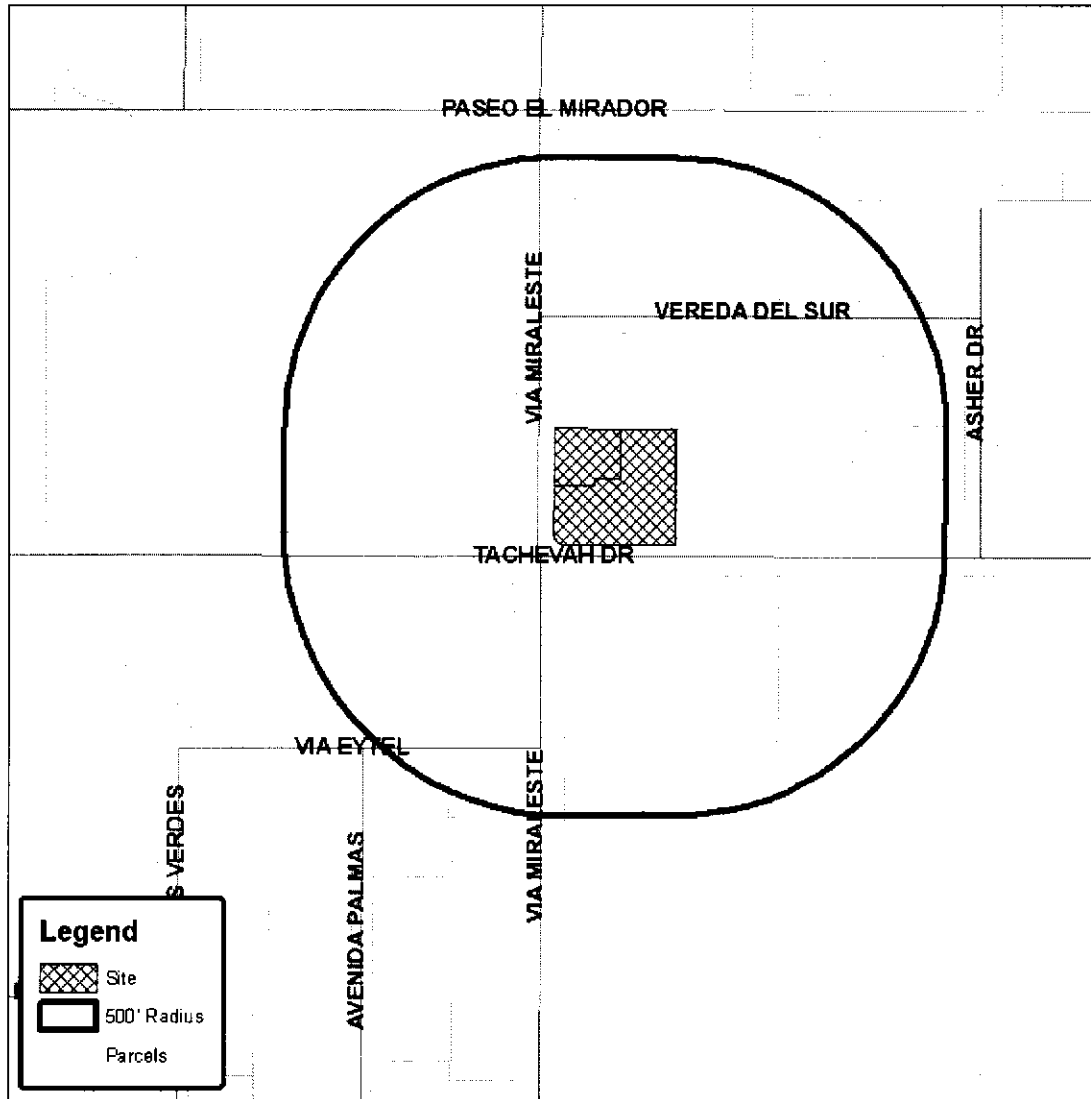 PASEO EL MIRADOR
VIA MIRALESTE
VEREDA DEL SUR
ASHER DR
TACHEVAH DR
VIA EYTEL
VIA MIRALESTE
S VERDES
AVENIDA PALMAS
Legend
Site
500' Radius
Parcels